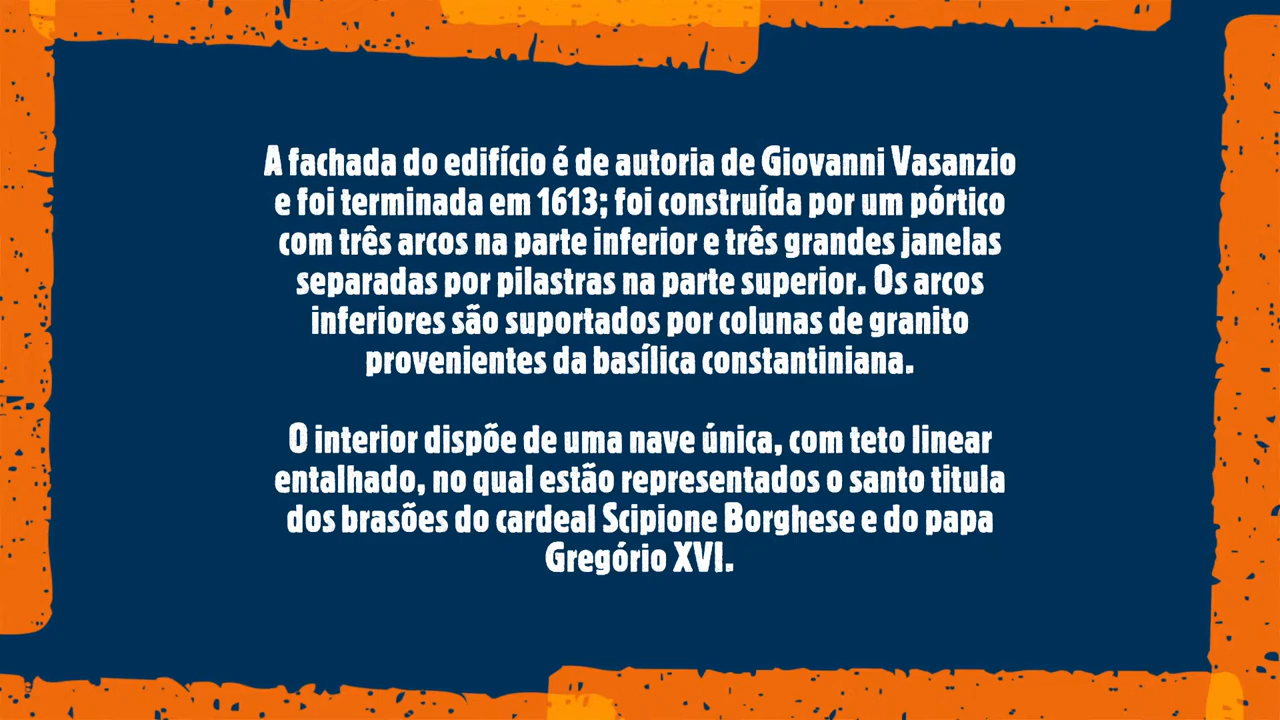 A fachada do edifício é de autoria de Giovanni Vasanzio
e foi terminada em 1613; foi construída por um pórtico
com três arcos na parte inferior e três grandes janelas
separadas por pilastras na parte superior. Os arcos
inferiores são suportados por colunas de granito
provenientes da basílica constantiniana.
O interior dispõe de uma nave única, com teto linear
entalhado, no qual estão representados o santo titula
dos brasões do cardeal Scipione Borghese e do papa
Gregório XVI.